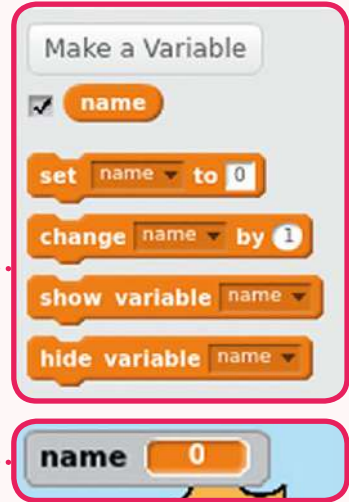 Make a Variable
name
set name to 0
change name by 1
show variable name
hide variable name
name 0